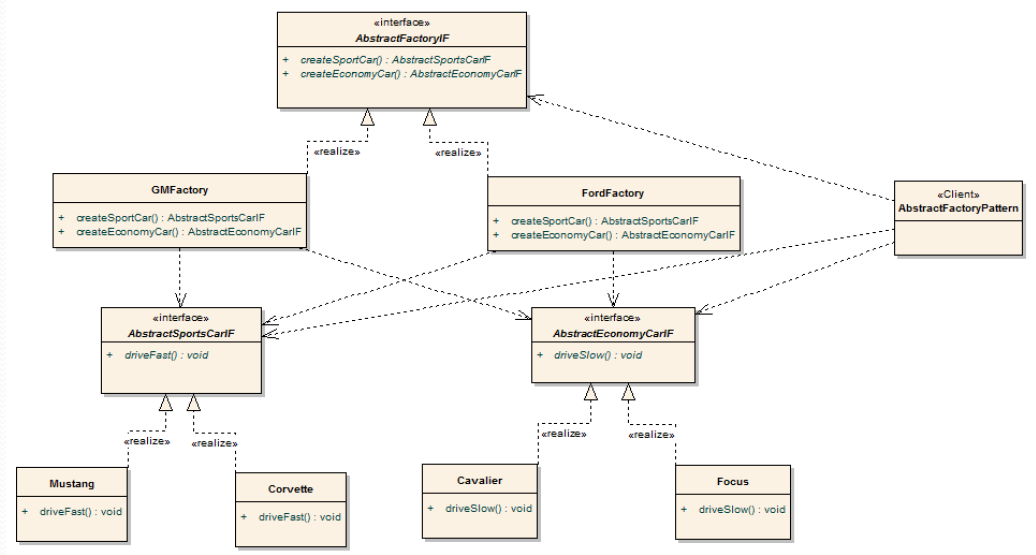 «interface»
AbstractFactoryIF
+ createSportCar() : AbstractSportsCarIF
+ createEconomyCar() : AbstractEconomyCarIF
«realize»
«realize»
GMFactory
+ createSportCar() : AbstractSportsCarIF
+ createEconomyCar() : AbstractEconomyCarIF
FordFactory
+ createSportCar() : AbstractSportsCarIF
+ createEconomyCar() : AbstractEconomyCarIF
«Client»
AbstractFactoryPattern
«interface»
AbstractSportsCarIF
+ driveFast() : void
«interface»
AbstractEconomyCarIF
+ driveSlow() : void
«realize»
«realize»
«realize»
«realize»
Mustang
+ driveFast() : void
Corvette
+ driveFast() : void
Cavalier
+ driveSlow() : void
Focus
+ driveSlow() : void